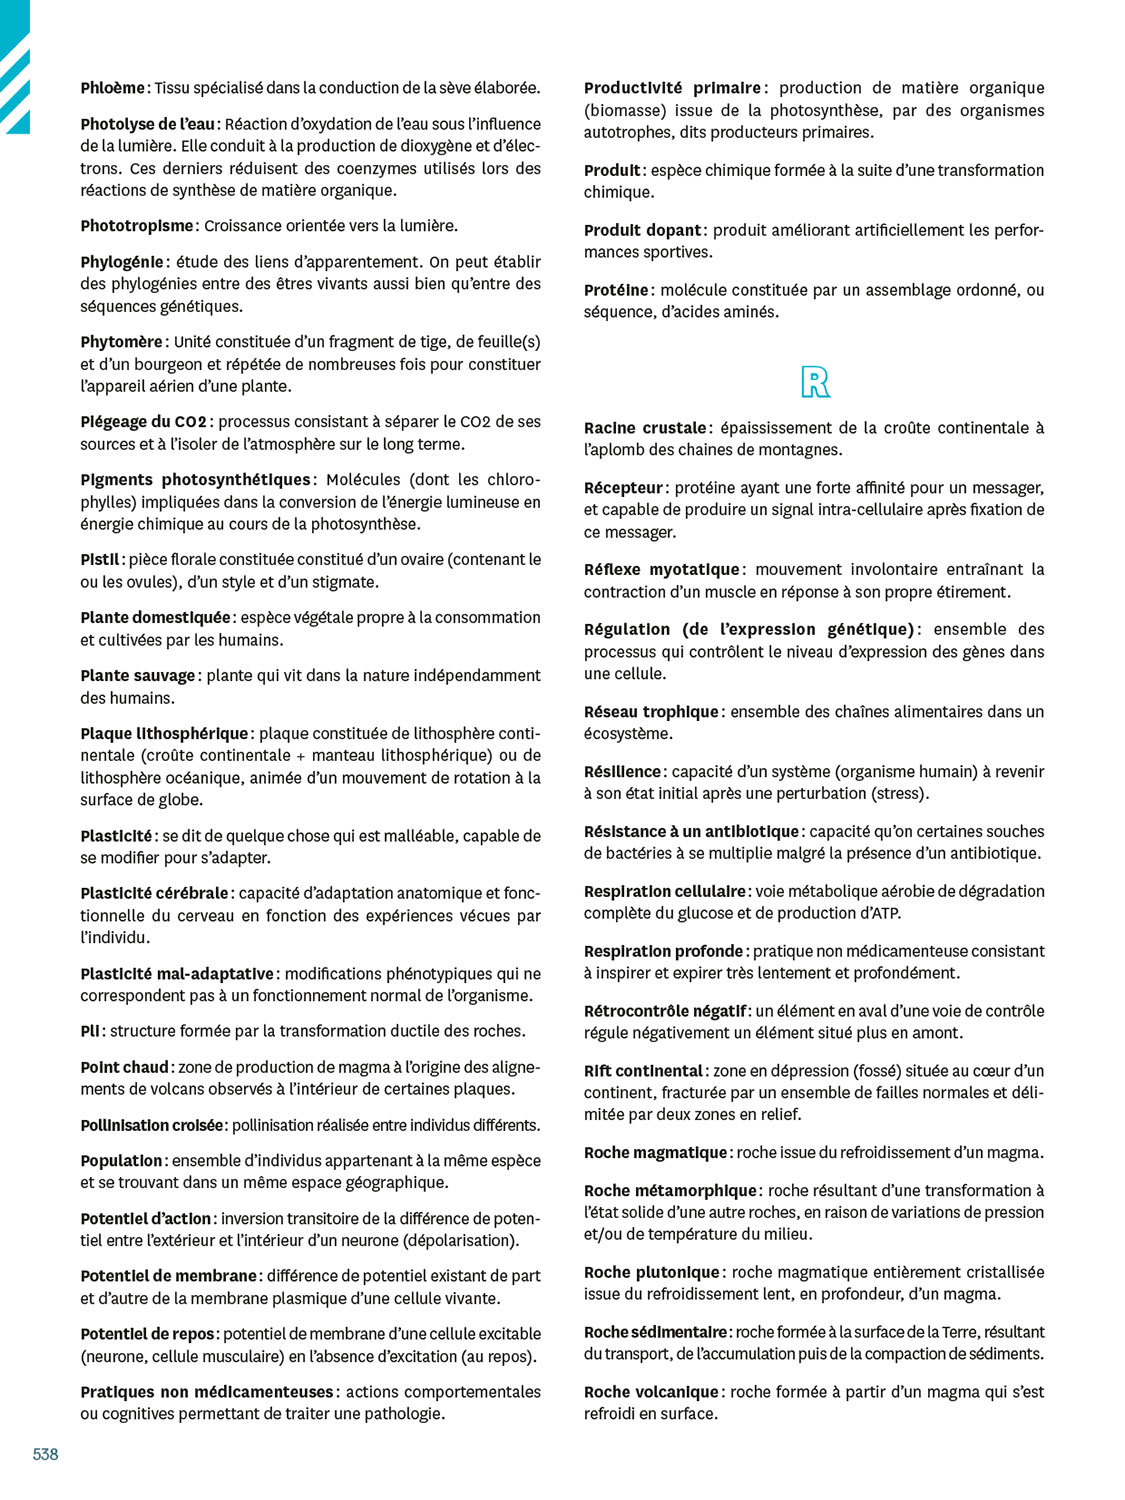 Phloème : Tissu spécialisé dans la conduction de la sève élaborée.
Photolyse de l’eau : Réaction d’oxydation de l’eau sous l’influence
de la lumière. Elle conduit à la production de dioxygène et d’élec-
trons. Ces derniers réduisent des coenzymes utilisés lors des
réactions de synthèse de matière organique.
Phototropisme : Croissance orientée vers la lumière.
Phylogénie : étude des liens d’apparentement. On peut établir
des phylogénies entre des êtres vivants aussi bien qu’entre des
séquences génétiques.
Phytomère : Unité constituée d’un fragment de tige, de feuille(s)
et d’un bourgeon et répétée de nombreuses fois pour constituer
l’appareil aérien d’une plante.
Piégeage du CO2 : processus consistant à séparer le CO2 de ses
sources et à l’isoler de l’atmosphère sur le long terme.
Pigments photosynthétiques : Molécules (dont les chloro-
phylles) impliquées dans la conversion de l’énergie lumineuse en
énergie chimique au cours de la photosynthèse.
Pistil : pièce florale constituée constitué d’un ovaire (contenant le
ou les ovules), d’un style et d’un stigmate.
Plante domestiquée : espèce végétale propre à la consommation
et cultivées par les humains.
Plante sauvage : plante qui vit dans la nature indépendamment
des humains.
Plaque lithosphérique : plaque constituée de lithosphère conti-
nentale (croûte continentale + manteau lithosphérique) ou de
lithosphère océanique, animée d’un mouvement de rotation à la
surface de globe.
Plasticité : se dit de quelque chose qui est malléable, capable de
se modifier pour s’adapter.
Plasticité cérébrale : capacité d’adaptation anatomique et fonc-
tionnelle du cerveau en fonction des expériences vécues par
l’individu.
Plasticité mal-adaptative : modifications phénotypiques qui ne
correspondent pas à un fonctionnement normal de l’organisme.
Pli : structure formée par la transformation ductile des roches.
Point chaud : zone de production de magma à l’origine des aligne-
ments de volcans observés à l’intérieur de certaines plaques.
Pollinisation croisée : pollinisation réalisée entre individus différents.
Population : ensemble d’individus appartenant à la même espèce
et se trouvant dans un même espace géographique.
Potentiel d’action : inversion transitoire de la différence de poten-
tiel entre l’extérieur et l’intérieur d’un neurone (dépolarisation).
Potentiel de membrane : différence de potentiel existant de part
et d’autre de la membrane plasmique d’une cellule vivante.
Potentiel de repos : potentiel de membrane d’une cellule excitable
(neurone, cellule musculaire) en l’absence d’excitation (au repos).
Pratiques non médicamenteuses : actions comportementales
ou cognitives permettant de traiter une pathologie.
Productivité primaire : production de matière organique
(biomasse) issue de la photosynthèse, par des organismes
autotrophes, dits producteurs primaires.
Produit : espèce chimique formée à la suite d’une transformation
chimique.
Produit dopant : produit améliorant artificiellement les perfor-
mances sportives.
Protéine : molécule constituée par un assemblage ordonné, ou
séquence, d’acides aminés.
R
Racine crustale : épaississement de la croûte continentale à
l’aplomb des chaines de montagnes.
Récepteur : protéine ayant une forte affinité pour un messager,
et capable de produire un signal intra-cellulaire après fixation de
ce messager.
Réflexe myotatique : mouvement involontaire entraînant la
contraction d’un muscle en réponse à son propre étirement.
Régulation (de l’expression génétique) : ensemble des
processus qui contrôlent le niveau d’expression des gènes dans
une cellule.
Réseau trophique : ensemble des chaînes alimentaires dans un
écosystème.
Résilience : capacité d’un système (organisme humain) à revenir
à son état initial après une perturbation (stress).
Résistance à un antibiotique : capacité qu’on certaines souches
de bactéries à se multiplie malgré la présence d’un antibiotique.
Respiration cellulaire : voie métabolique aérobie de dégradation
complète du glucose et de production d’ATP.
Respiration profonde : pratique non médicamenteuse consistant
à inspirer et expirer très lentement et profondément.
Rétrocontrôle négatif : un élément en aval d’une voie de contrôle
régule négativement un élément situé plus en amont.
Rift continental : zone en dépression (fossé) située au cœur d’un
continent, fracturée par un ensemble de failles normales et déli-
mitée par deux zones en relief.
Roche magmatique : roche issue du refroidissement d’un magma.
Roche métamorphique : roche résultant d’une transformation à
l’état solide d’une autre roches, en raison de variations de pression
et/ou de température du milieu.
Roche plutonique : roche magmatique entièrement cristallisée
issue du refroidissement lent, en profondeur, d’un magma.
Roche sédimentaire : roche formée à la surface de la Terre, résultant
du transport, de l’accumulation puis de la compaction de sédiments.
Roche volcanique : roche formée à partir d’un magma qui s’est
refroidi en surface.
538